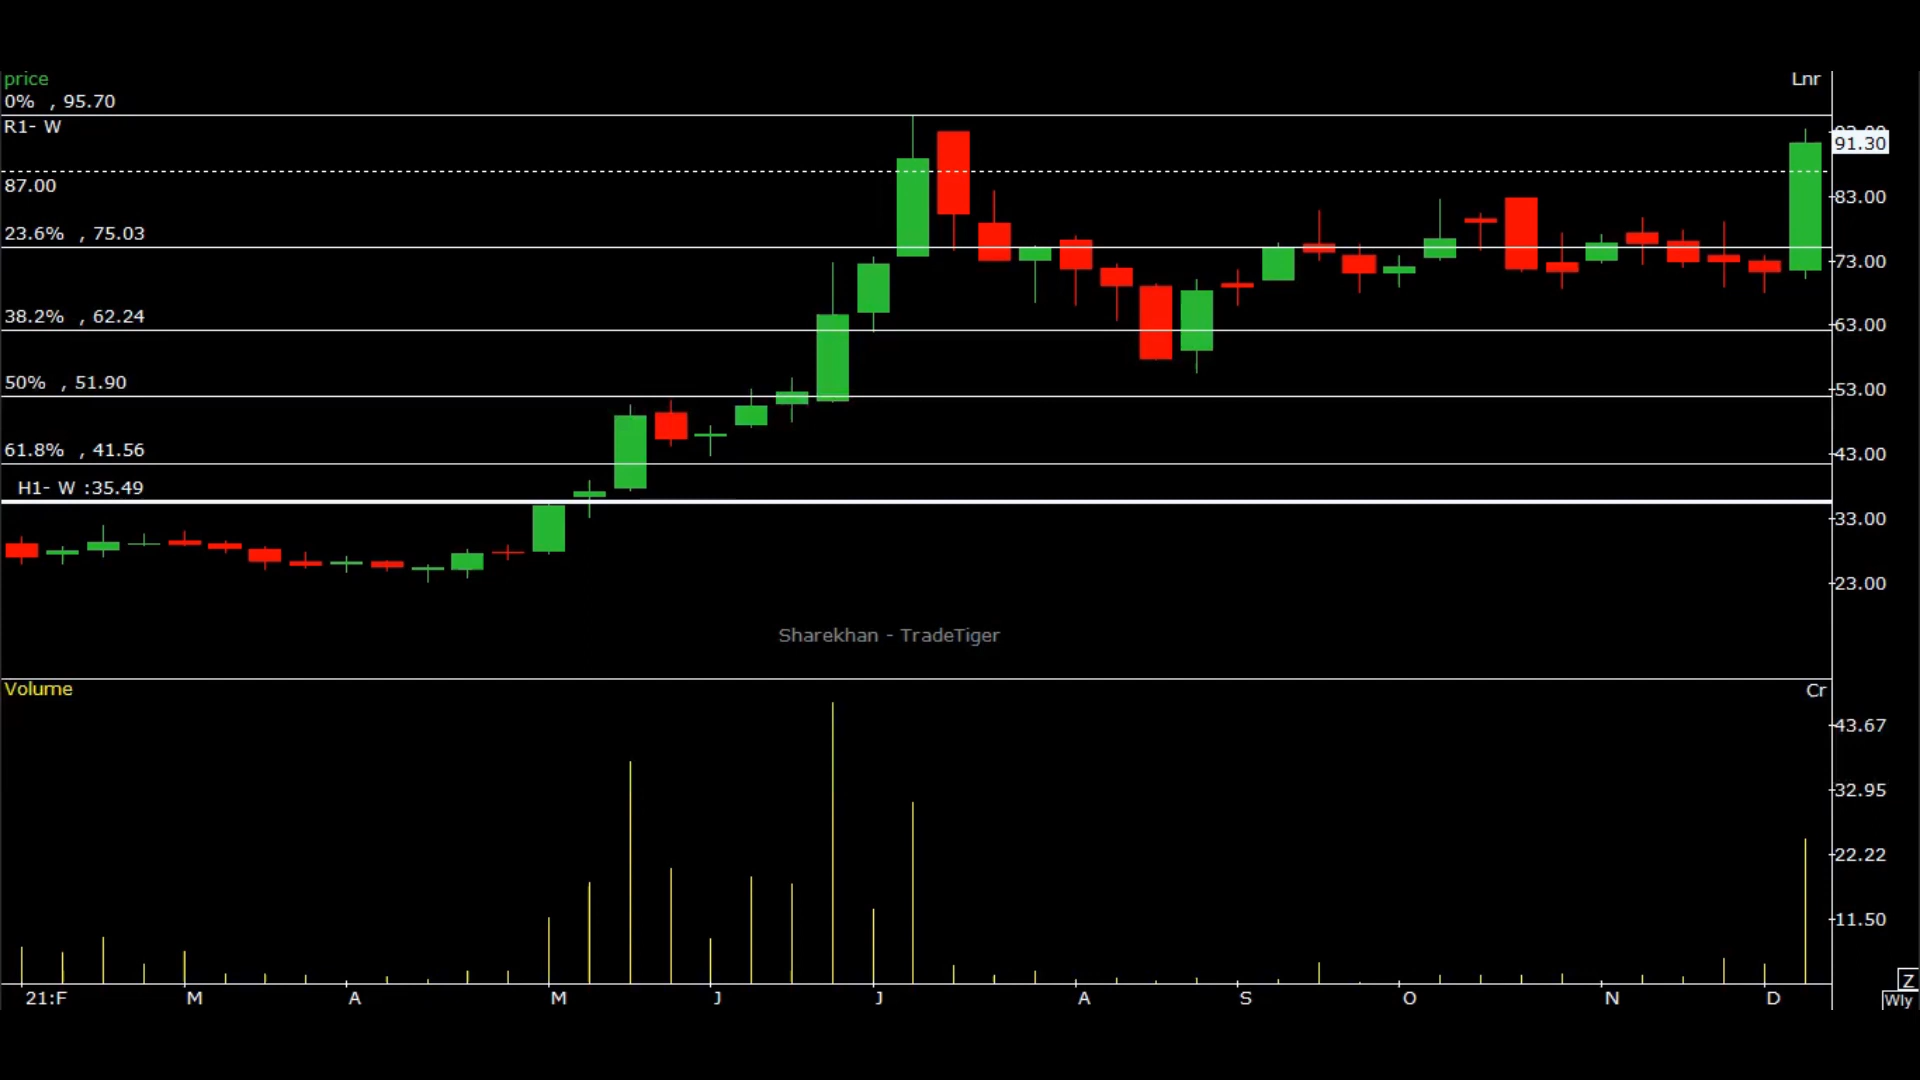 price
Lnr
0% , 95.70
R1- W
91.30
87.00
83.00
23.6% , 75.03
73.00
38.2% , 62.24
63.00
50% , 51.90
53.00
61.8% , 41.56
43.00
H1- W :35.49
33.00
23.00
Sharekhan - TradeTiger
Volume
Cr
43.67
32.95
22.22
11.50
Z
21:F M A M J J A S O N D
Wly